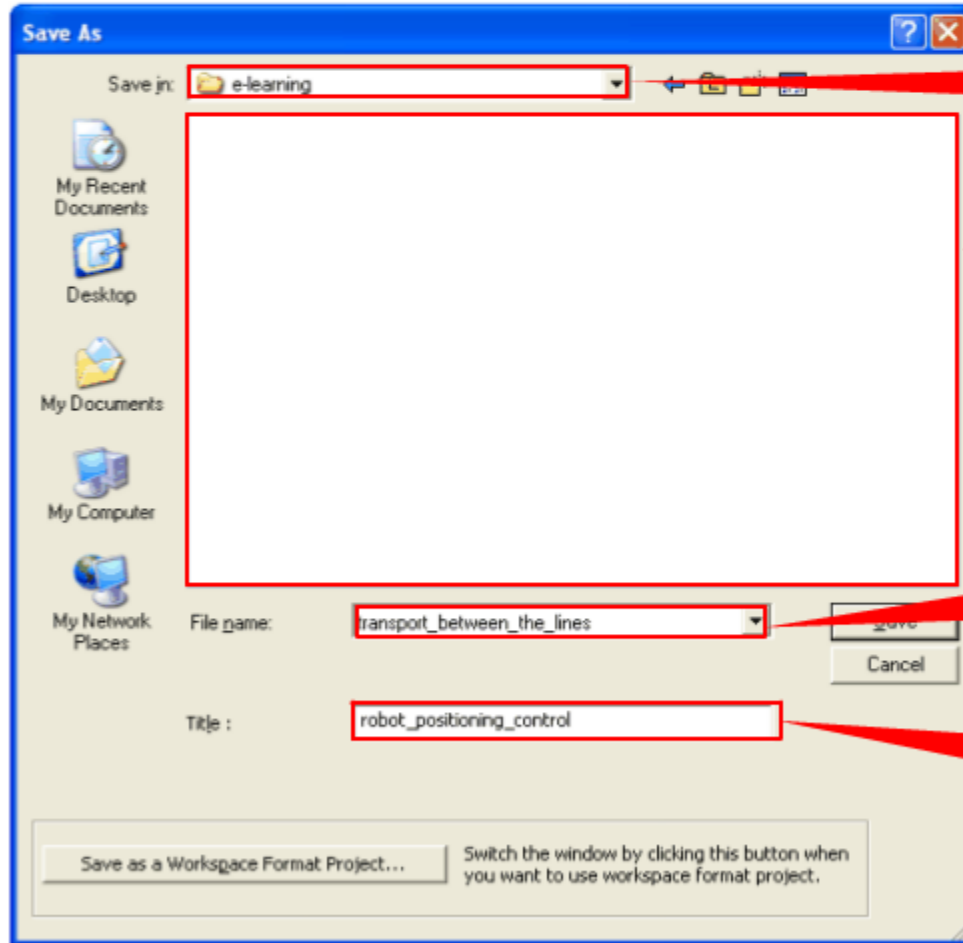 Save As
Save in:
e-learning
My Recent
Documents
Desktop
My Documents
My Computer
My Network
Places
File name:
transport_between_the_lines
Save
Cancel
Title :
robot_positioning_control
Save as a Workspace Format Project...
Switch the window by clicking this button when
you want to use workspace format project.